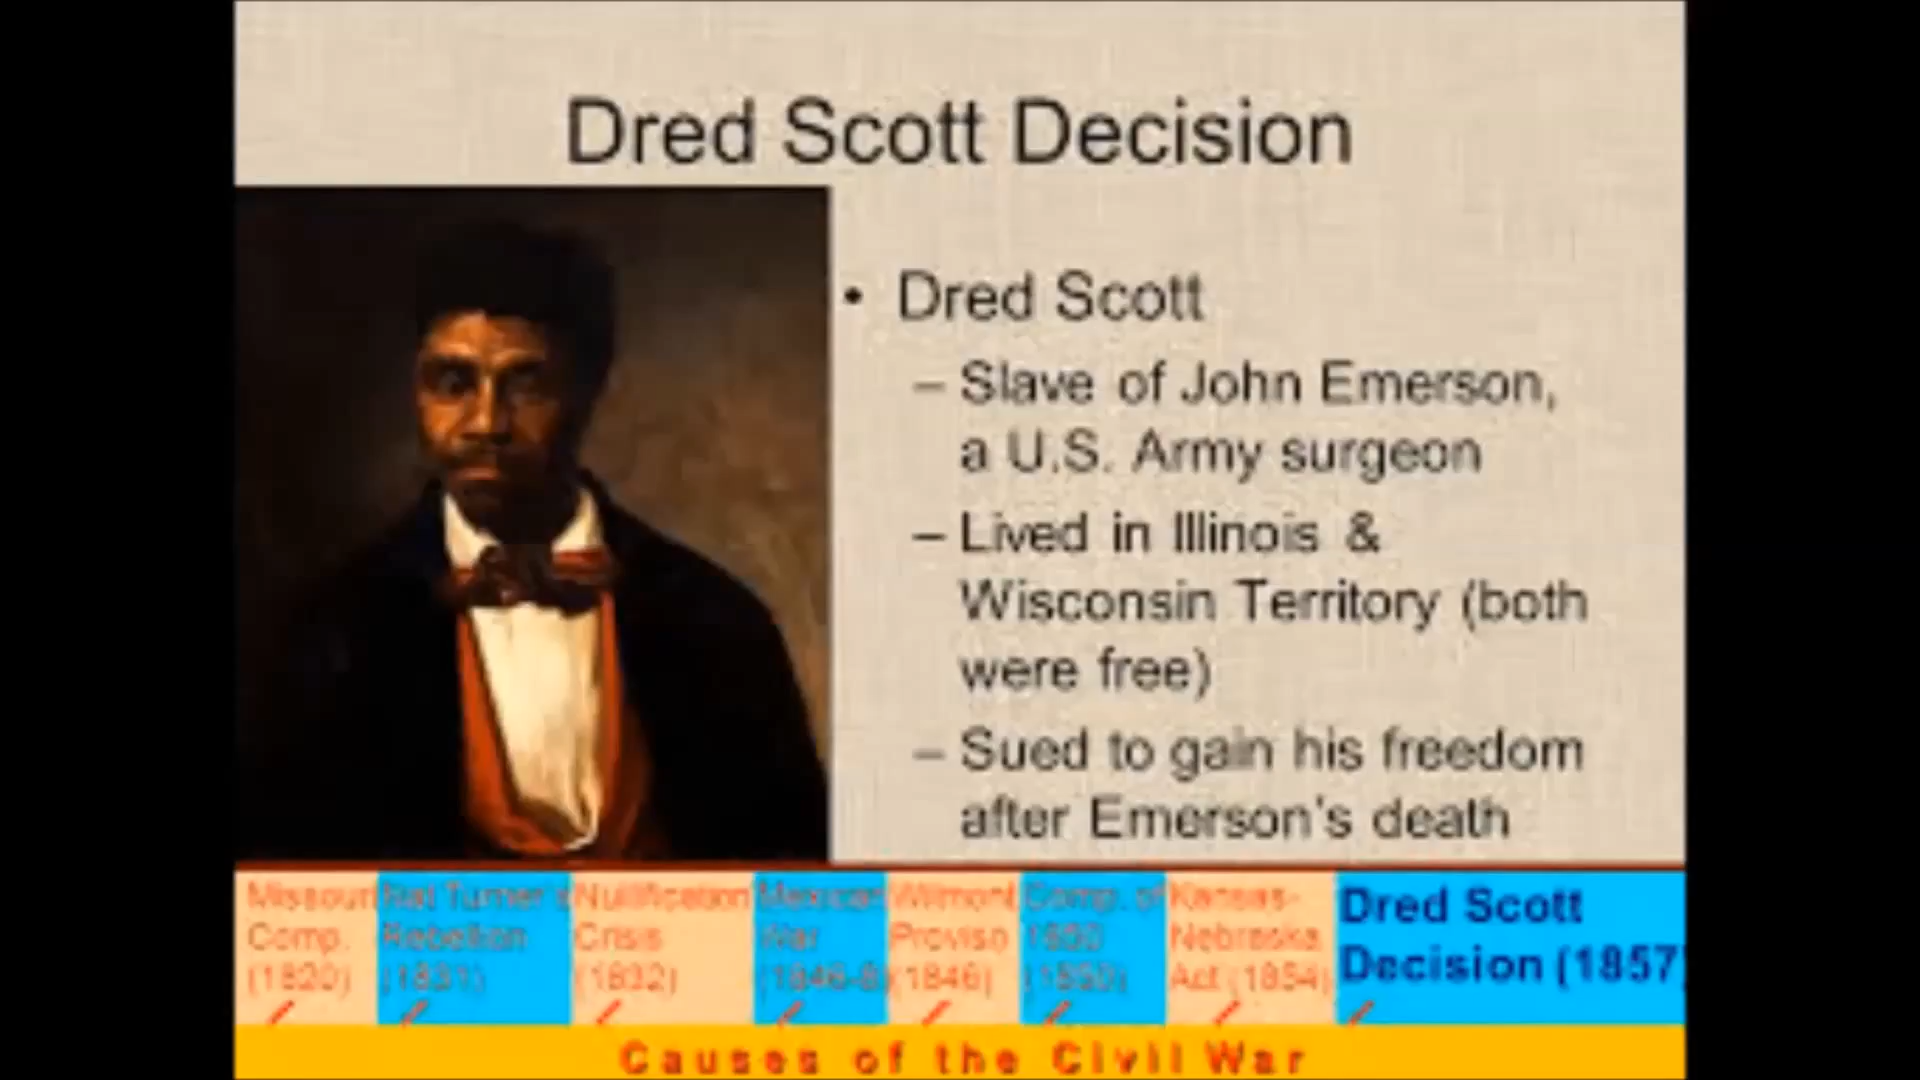 Dred Scott Decision
• Dred Scott
– Slave of John Emerson,
a U.S. Army surgeon
– Lived in Illinois &
Wisconsin Territory (both
were free)
– Sued to gain his freedom
after Emerson's death
Missouri
Comp.
(1820)
Nat Turner's
Rebellion
(1831)
Nullification
Crisis
(1832)
Mexican
War
(1846-8)
Wilmont
Proviso
(1846)
Comp. of
1850
(1850)
Kansas-
Nebraska
Act (1854)
Dred Scott
Decision (1857)
Causes of the Civil War